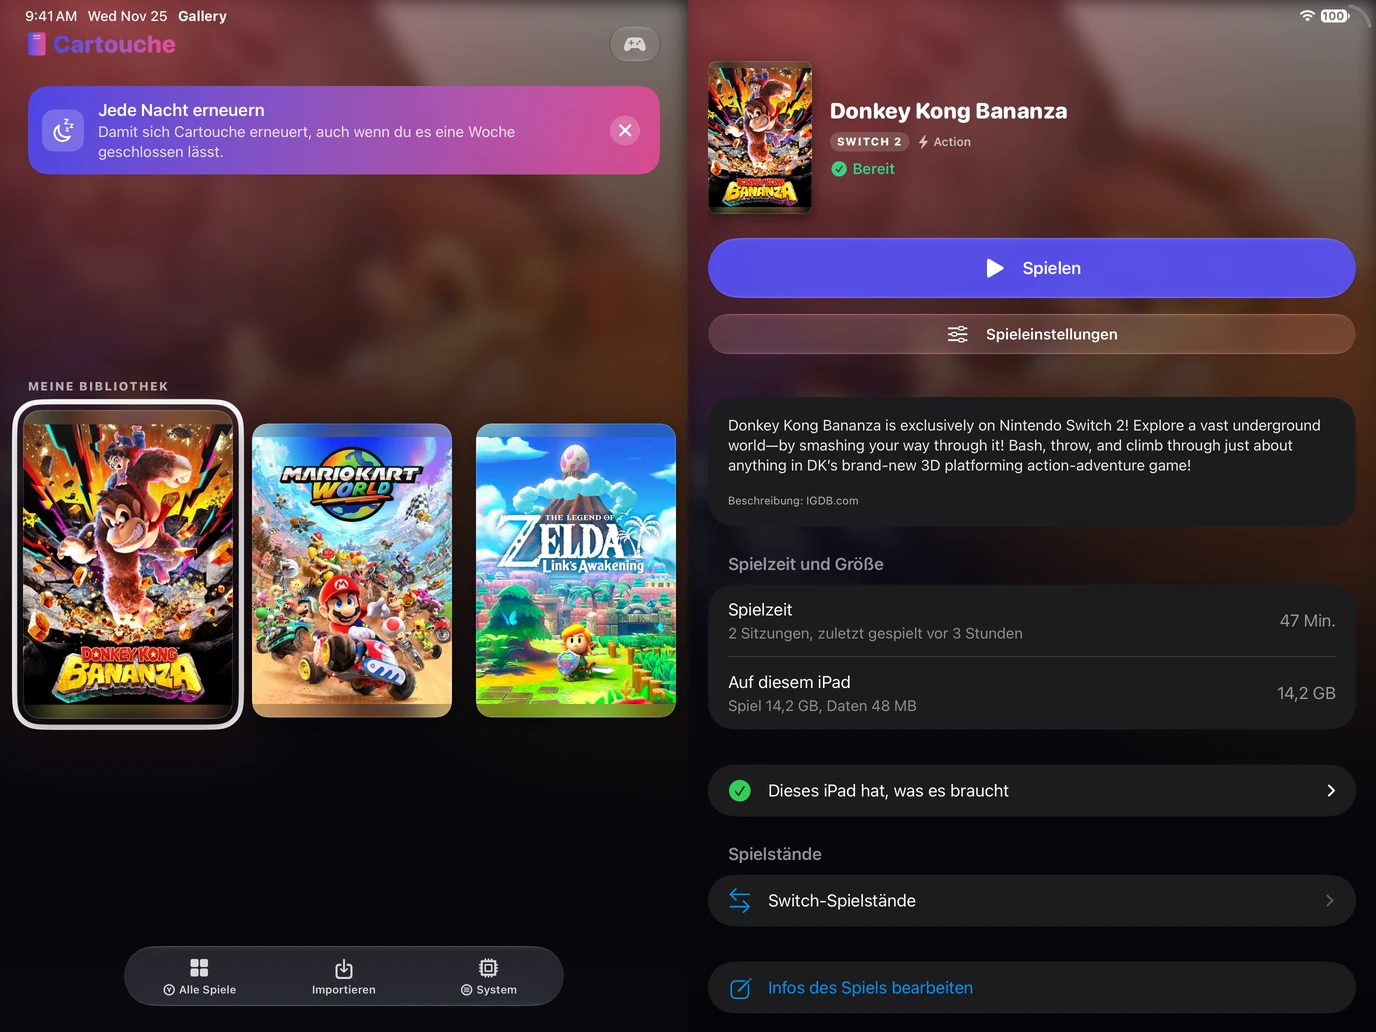 9:41 AM Wed Nov 25 Gallery
100
Cartouche
Jede Nacht erneuern
Damit sich Cartouche erneuert, auch wenn du es eine Woche
geschlossen lässt.
MEINE BIBLIOTHEK
DONKEY KONG
BANANZA
MARIOKART
WORLD
THE LEGEND OF
ZELDA
Link's Awakening
Y Alle Spiele
Importieren
System
DONKEY KONG
BANANZA
Donkey Kong Bananza
SWITCH 2 Action
Bereit
Spielen
Spieleinstellungen
Donkey Kong Bananza is exclusively on Nintendo Switch 2! Explore a vast underground
world—by smashing your way through it! Bash, throw, and climb through just about
anything in DK’s brand-new 3D platforming action-adventure game!
Beschreibung: IGDB.com
Spielzeit und Größe
Spielzeit
2 Sitzungen, zuletzt gespielt vor 3 Stunden
47 Min.
Auf diesem iPad
Spiel 14,2 GB, Daten 48 MB
14,2 GB
Dieses iPad hat, was es braucht
Spielstände
Switch-Spielstände
Infos des Spiels bearbeiten